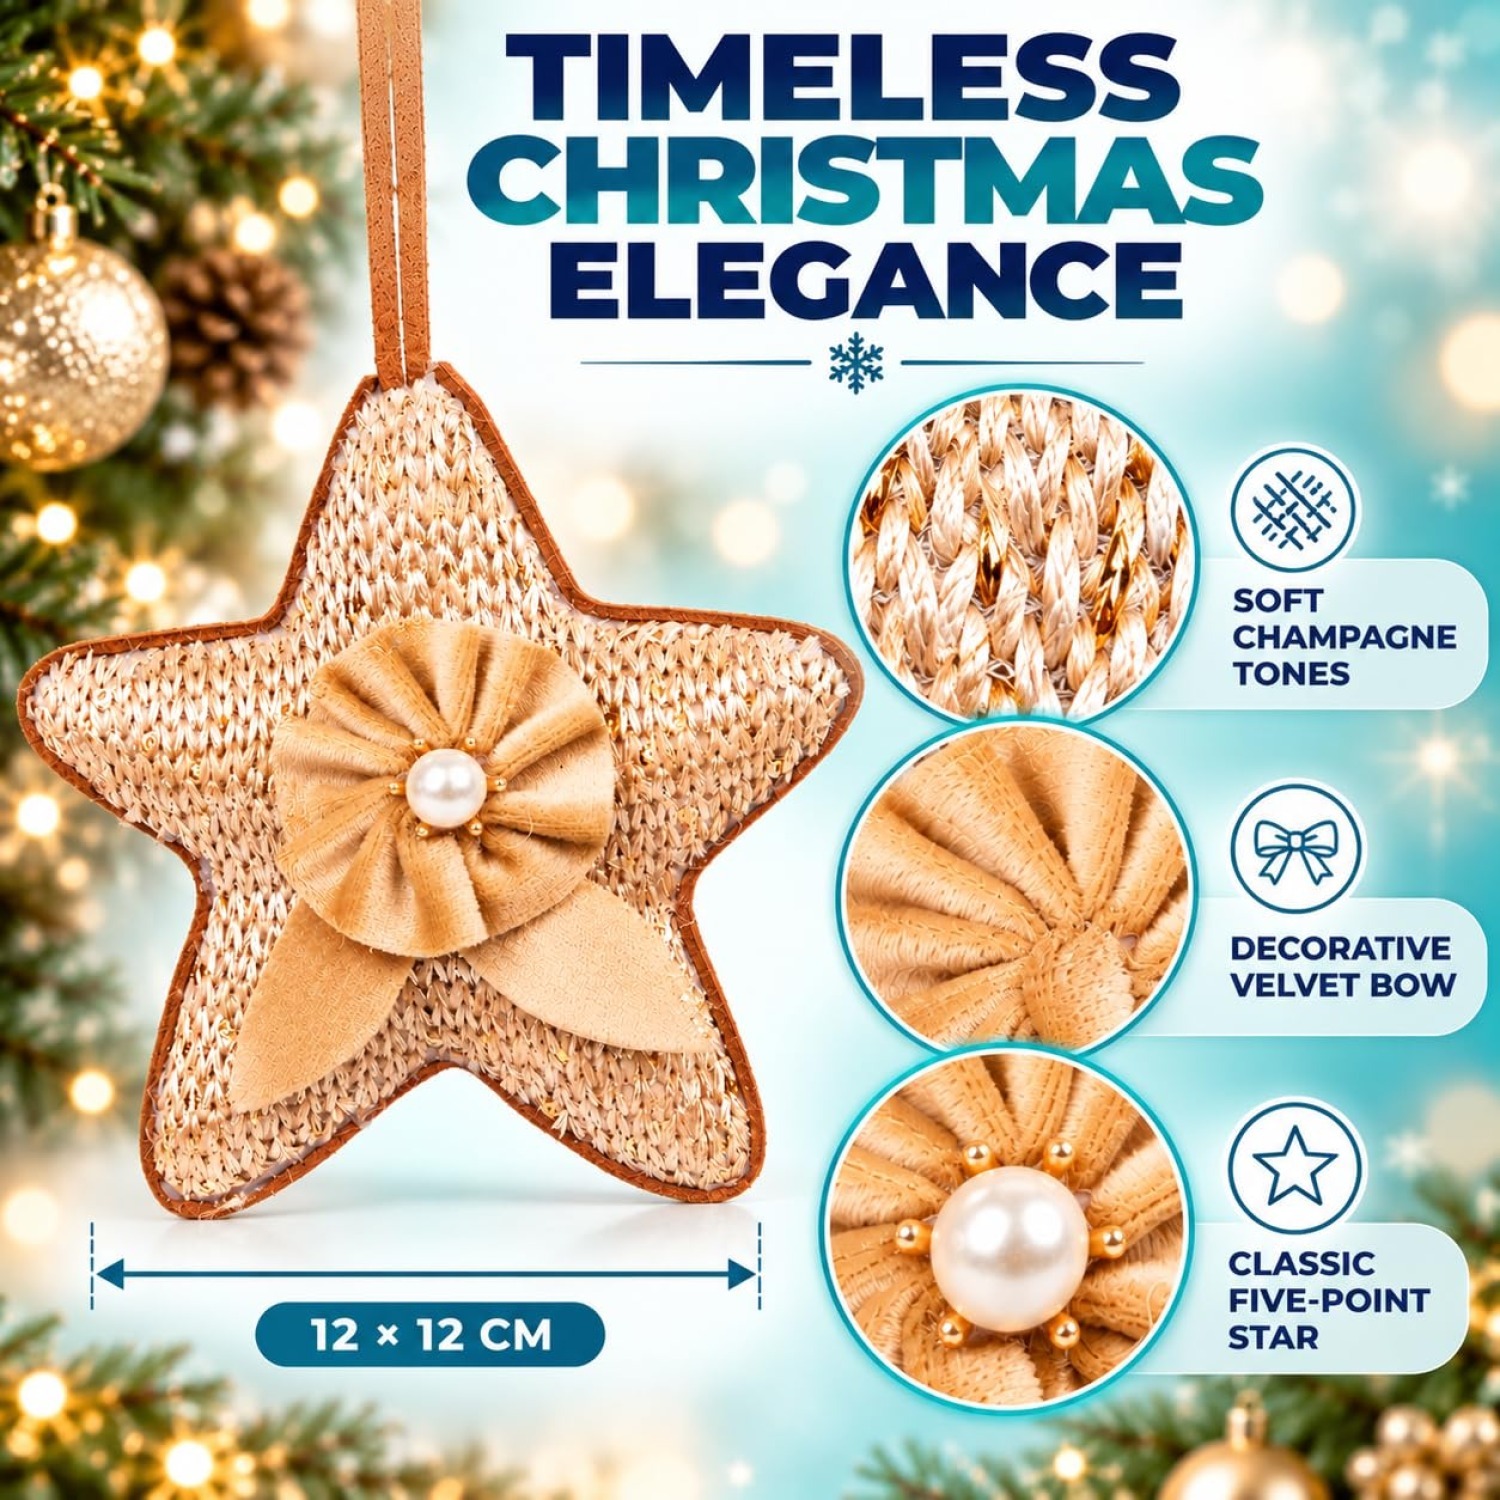 TIMELESS
CHRISTMAS
ELEGANCE
SOFT
CHAMPAGNE
TONES
DECORATIVE
VELVET BOW
CLASSIC
FIVE-POINT
STAR
12 × 12 CM